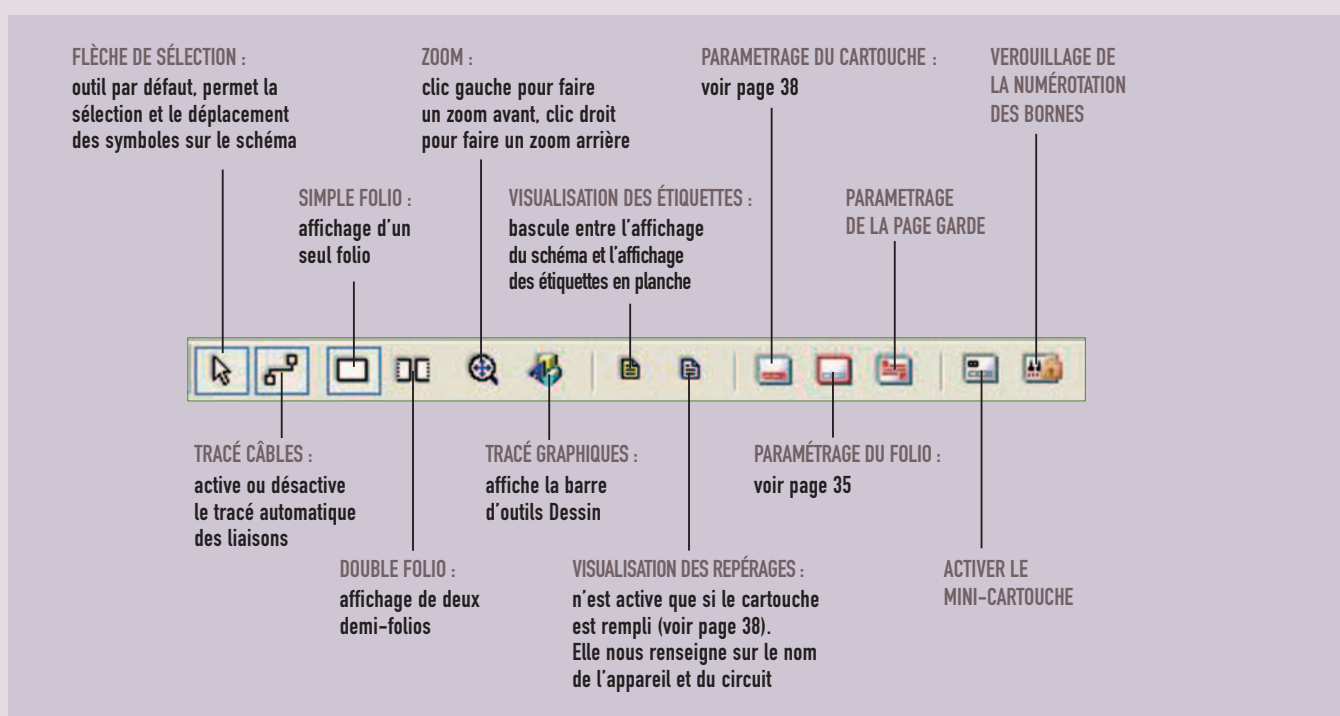 FLÈCHE DE SÉLECTION :
outil par défaut, permet la
sélection et le déplacement
des symboles sur le schéma
ZOOM :
clic gauche pour faire
un zoom avant, clic droit
pour faire un zoom arrière
PARAMETRAGE DU CARTOUCHE :
voir page 38
VEROUILLAGE DE
LA NUMÉROTATION
DES BORNES
SIMPLE FOLIO :
affichage d'un
seul folio
VISUALISATION DES ÉTIQUETTES :
bascule entre l'affichage
du schéma et l'affichage
des étiquettes en planche
PARAMETRAGE
DE LA PAGE GARDE
TRACÉ CÂBLES :
active ou désactive
le tracé automatique
des liaisons
TRACÉ GRAPHIQUES :
affiche la barre
d'outils Dessin
PARAMÉTRAGE DU FOLIO :
voir page 35
DOUBLE FOLIO :
affichage de deux
demi-folios
VISUALISATION DES REPÉRAGES :
n'est active que si le cartouche
est rempli (voir page 38).
Elle nous renseigne sur le nom
de l'appareil et du circuit
ACTIVER LE
MINI-CARTOUCHE